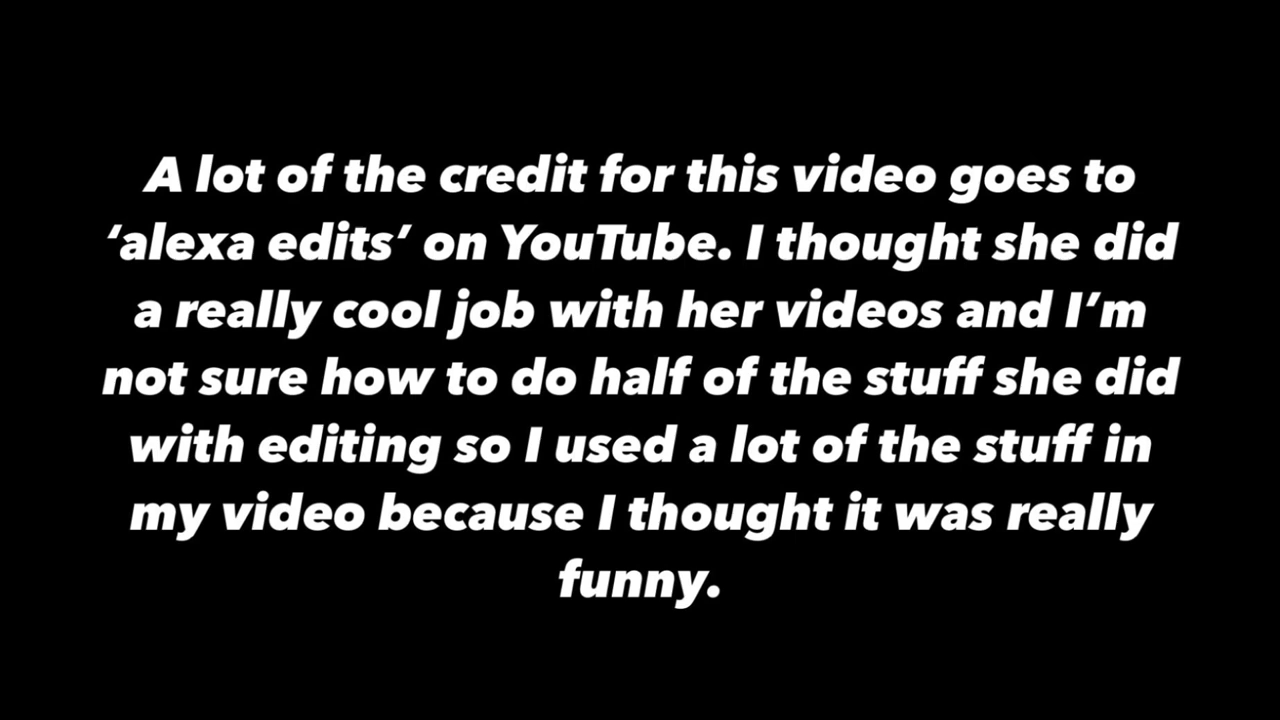 A lot of the credit for this video goes to
‘alexa edits’ on YouTube. I thought she did
a really cool job with her videos and I’m
not sure how to do half of the stuff she did
with editing so I used a lot of the stuff in
my video because I thought it was really
funny.